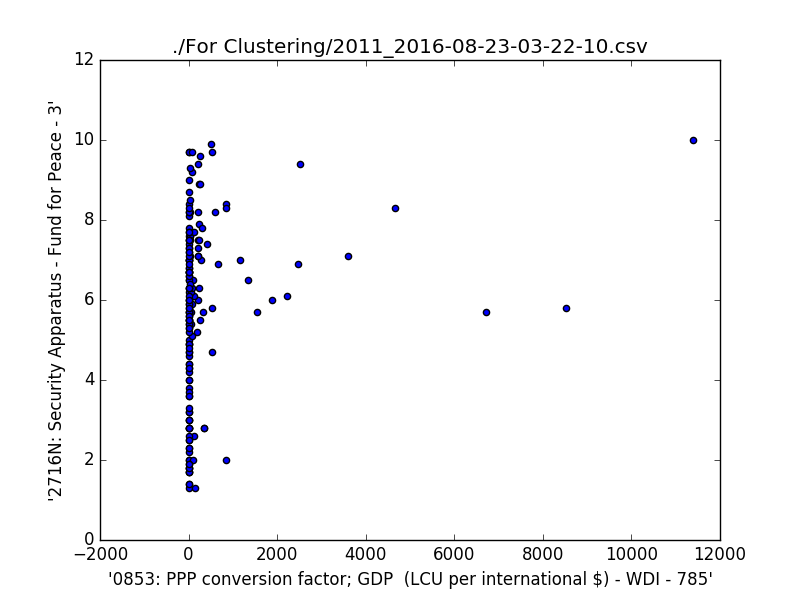 ./For Clustering/2011_2016-08-23-03-22-10.csv
12
10
8
6
4
2
0
'2716N: Security Apparatus - Fund for Peace - 3'
−2000 0 2000 4000 6000 8000 10000 12000
'0853: PPP conversion factor; GDP  (LCU per international $) - WDI - 785'